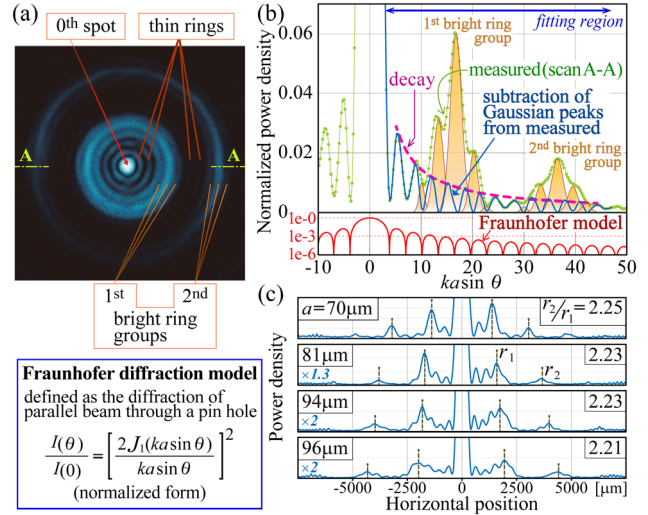 (a)
0th spot
thin rings
A
A
1st
2nd
bright ring
groups
Fraunhofer diffraction model
defined as the diffraction of
parallel beam through a pin hole
I(θ)/I(0) = [2J₁(ka sin θ)/ka sin θ]²
(normalized form)
(b)
Normalized power density
0.06
0.04
0.02
0
1e-0
1e-3
1e-6
1st bright ring
group
fitting region
measured (scan A-A)
decay
subtraction of
Gaussian peaks
from measured
2nd bright ring
group
Fraunhofer model
-10
0
10
20
30
40
50
ka sin θ
(c)
Power density
a=70μm
r₂/r₁= 2.25
81μm
×1.3
r₁
r₂
2.23
94μm
×2
2.23
96μm
×2
2.21
-5000
-2500
0
2500
5000
[μm]
Horizontal position